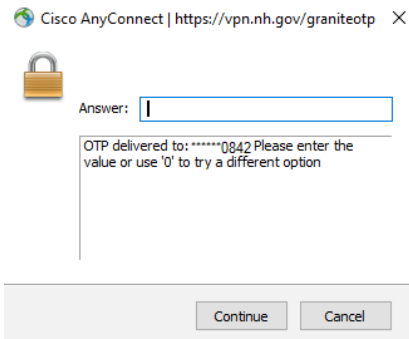 Cisco AnyConnect | https://vpn.nh.gov/graniteotp
Answer:
OTP delivered to: ******0842 Please enter the
value or use '0' to try a different option
Continue Cancel